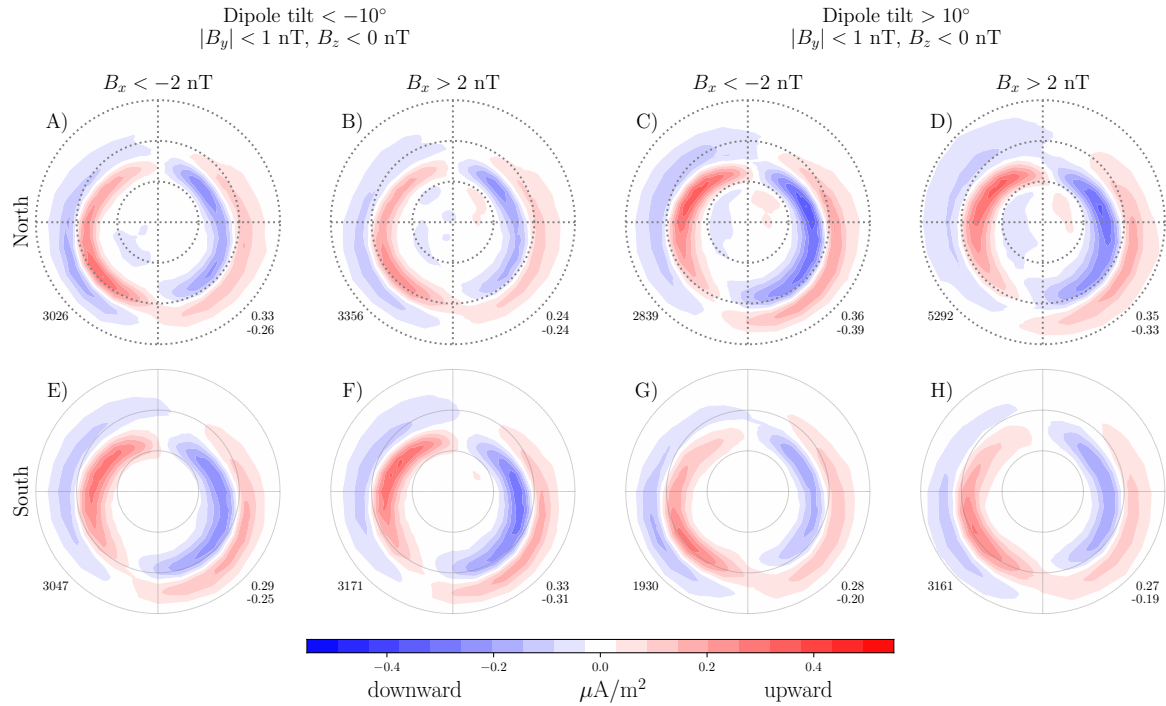 Dipole tilt < −10°
|B_y| < 1 nT, B_z < 0 nT
Dipole tilt > 10°
|B_y| < 1 nT, B_z < 0 nT
B_x < −2 nT
B_x > 2 nT
B_x < −2 nT
B_x > 2 nT
North
A)
B)
C)
D)
3026
0.33
-0.26
3356
0.24
-0.24
2839
0.36
-0.39
5292
0.35
-0.33
South
E)
F)
G)
H)
3047
0.29
-0.25
3171
0.33
-0.31
1930
0.28
-0.20
3161
0.27
-0.19
−0.4
−0.2
0.0
0.2
0.4
downward
μA/m²
upward